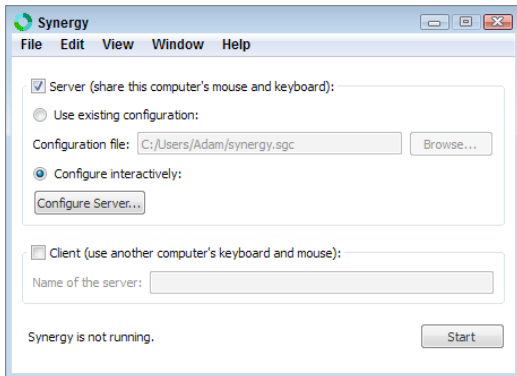 Synergy
File Edit View Window Help
Server (share this computer's mouse and keyboard):
Use existing configuration:
Configuration file: C:/Users/Adam/synergy.sgc Browse...
Configure interactively:
Configure Server...
Client (use another computer's keyboard and mouse):
Name of the server:
Synergy is not running. Start